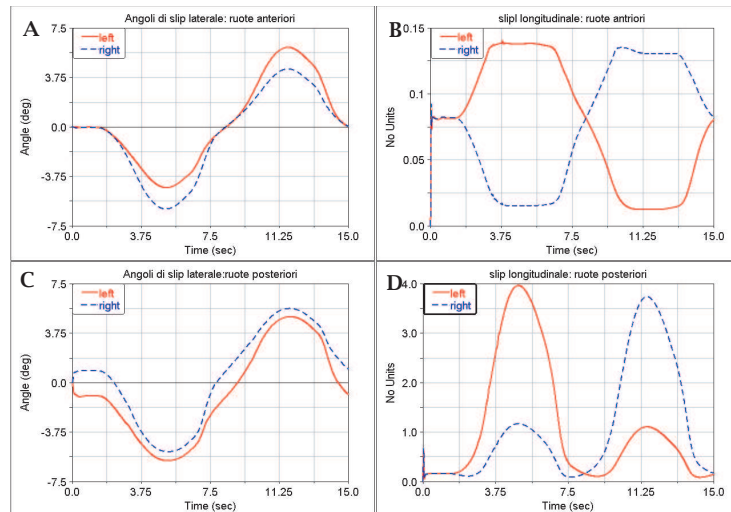 A
Angoli di slip laterale: ruote anteriori
left
right
7.5
3.75
0.0
-3.75
-7.5
Angle (deg)
0.0
3.75
7.5
11.25
15.0
Time (sec)
B
slipl longitudinale: ruote antriori
left
right
0.15
0.1
0.05
0.0
No Units
0.0
3.75
7.5
11.25
15.0
Time (sec)
C
Angoli di slip laterale:ruote posteriori
left
right
7.5
3.75
0.0
-3.75
-7.5
Angle (deg)
0.0
3.75
7.5
11.25
15.0
Time (sec)
D
slip longitudinale: ruote posteriori
left
right
4.0
3.0
2.0
1.0
0.0
No Units
0.0
3.75
7.5
11.25
15.0
Time (sec)